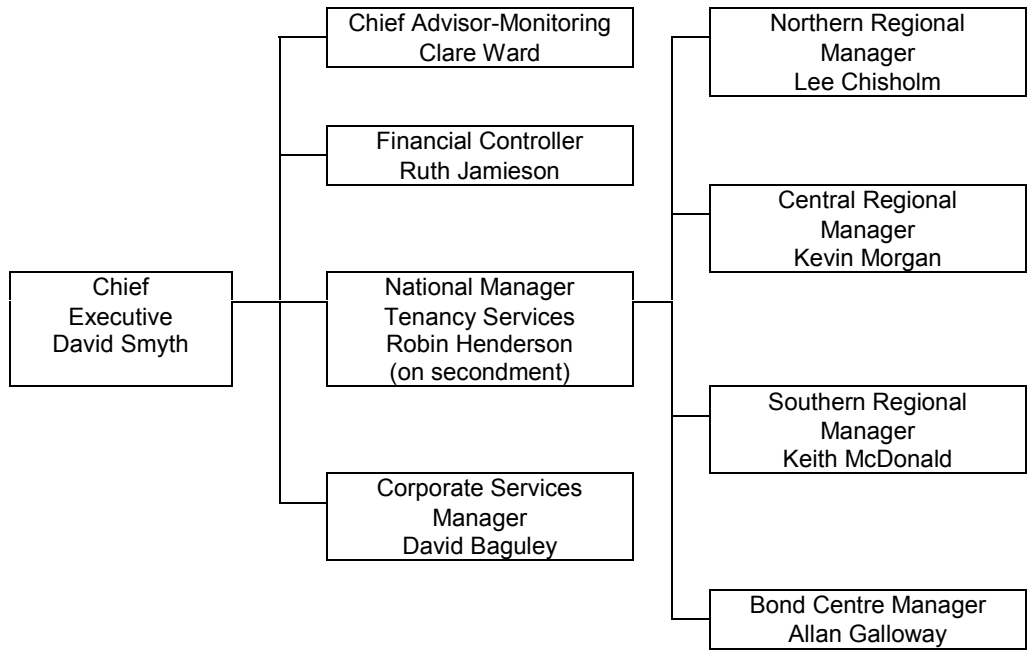 Chief
Executive
David Smyth
Chief Advisor-Monitoring
Clare Ward
Financial Controller
Ruth Jamieson
National Manager
Tenancy Services
Robin Henderson
(on secondment)
Corporate Services
Manager
David Baguley
Northern Regional
Manager
Lee Chisholm
Central Regional
Manager
Kevin Morgan
Southern Regional
Manager
Keith McDonald
Bond Centre Manager
Allan Galloway